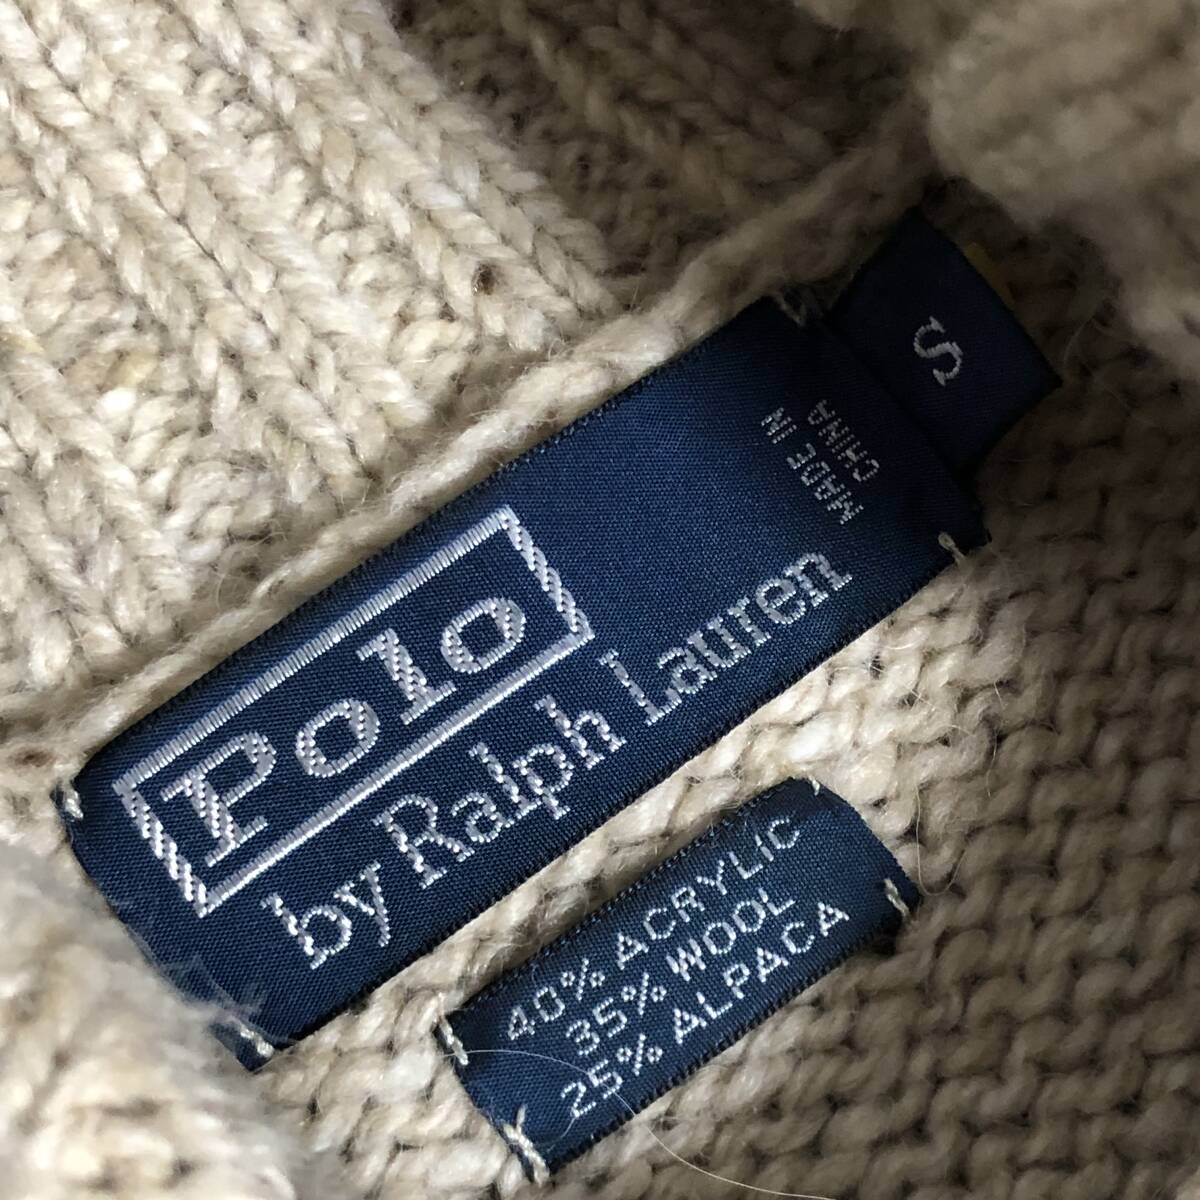 Polo
by Ralph Lauren
MADE IN
CHINA
S
40% ACRYLIC
35% WOOL
25% ALPACA